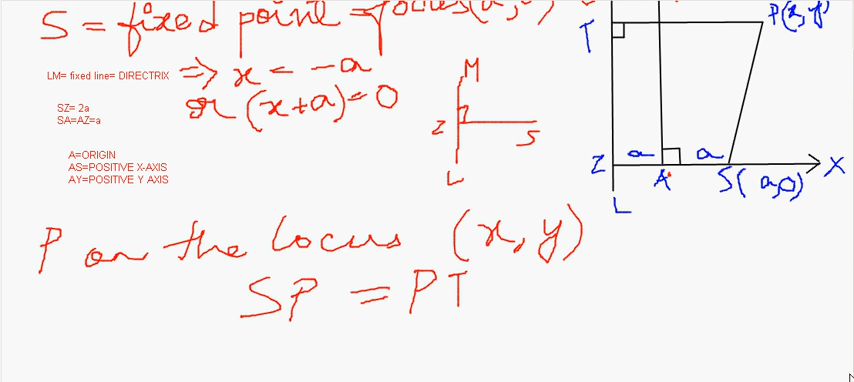 S = fixed point = focus(a, 0)
LM= fixed line= DIRECTRIX ⇒ x = -a
or (x+a)=0
SZ= 2a
SA=AZ=a
A=ORIGIN
AS=POSITIVE X-AXIS
AY=POSITIVE Y AXIS
M
Z S
L
T P(x, y)
Z a A a S(a,0) X
L
P on the locus (x, y)
SP = PT